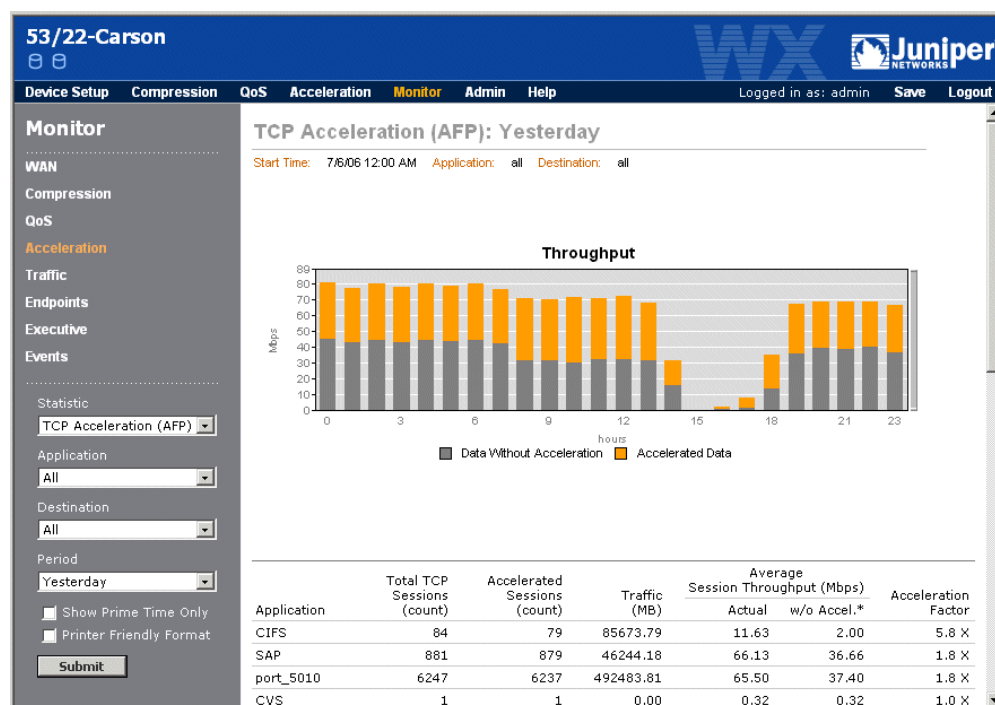 53/22-Carson
WX
Juniper
NETWORKS
Device Setup Compression QoS Acceleration Monitor Admin Help Logged in as: admin Save Logout
Monitor
WAN
Compression
QoS
Acceleration
Traffic
Endpoints
Executive
Events
Statistic
TCP Acceleration (AFP)
Application
All
Destination
All
Period
Yesterday
Show Prime Time Only
Printer Friendly Format
Submit
TCP Acceleration (AFP): Yesterday
Start Time: 7/6/06 12:00 AM Application: all Destination: all
Throughput
89
80
70
60
50
40
30
20
10
0
Mbps
0 3 6 9 12 15 18 21 23
hours
Data Without Acceleration Accelerated Data
Average
Total TCP Accelerated Session Throughput (Mbps)
Sessions Sessions Traffic Acceleration
Application (count) (count) (MB) Actual w/o Accel.* Factor
CIFS 84 79 85673.79 11.63 2.00 5.8 X
SAP 881 879 46244.18 66.13 36.66 1.8 X
port_5010 6247 6237 492483.81 65.50 37.40 1.8 X
CVS 1 1 0.00 0.32 0.32 1.0 X